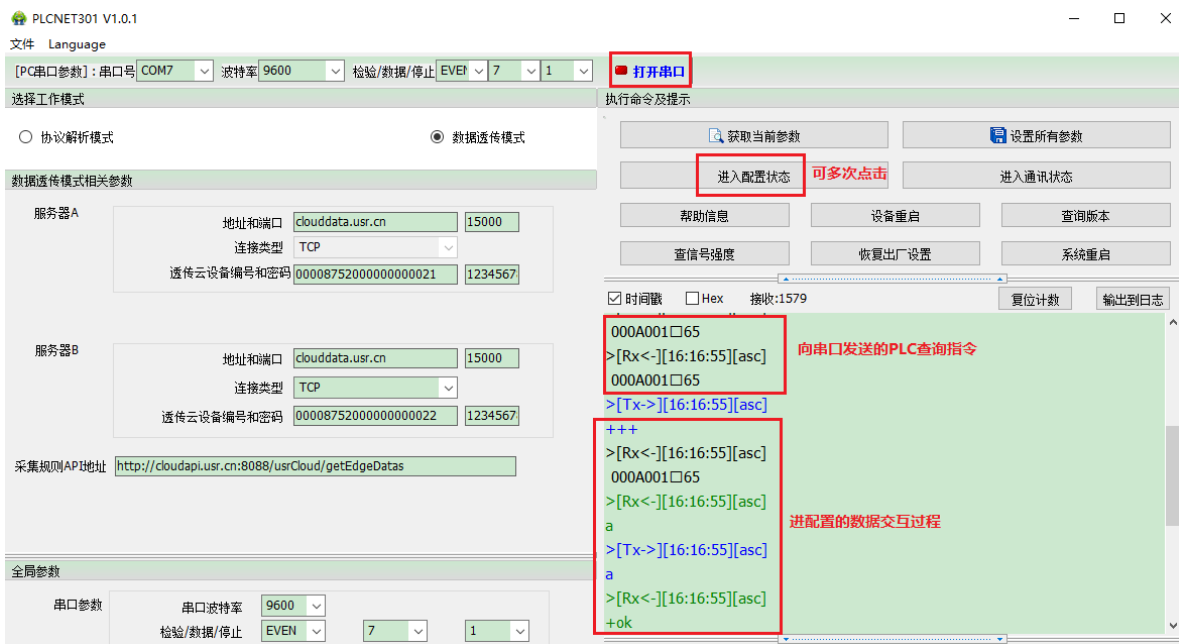 PLCNET301 V1.0.1
文件 Language
[PC串口参数]：串口号 COM7 波特率 9600 检验/数据/停止 EVEN 7 1 打开串口
选择工作模式
执行命令及提示
协议解析模式 数据透传模式
获取当前参数 设置所有参数
进入配置状态 可多次点击 进入通讯状态
数据透传模式相关参数
帮助信息 设备重启 查询版本
查信号强度 恢复出厂设置 系统重启
服务器A
地址和端口 clouddata.usr.cn 15000
连接类型 TCP
透传云设备编号和密码 00008752000000000021 1234567
时间戳 Hex 接收:1579 复位计数 输出到日志
服务器B
地址和端口 clouddata.usr.cn 15000
连接类型 TCP
透传云设备编号和密码 00008752000000000022 1234567
采集规则API地址 http://cloudapi.usr.cn:8088/usrCloud/getEdgeDatas
000A001□65
>[Rx<-][16:16:55][asc]
000A001□65
向串口发送的PLC查询指令
>[Tx->][16:16:55][asc]
+++
>[Rx<-][16:16:55][asc]
000A001□65
>[Rx<-][16:16:55][asc]
a
进配置的数据交互过程
>[Tx->][16:16:55][asc]
a
>[Rx<-][16:16:55][asc]
+ok
全局参数
串口参数
串口波特率 9600
检验/数据/停止 EVEN 7 1